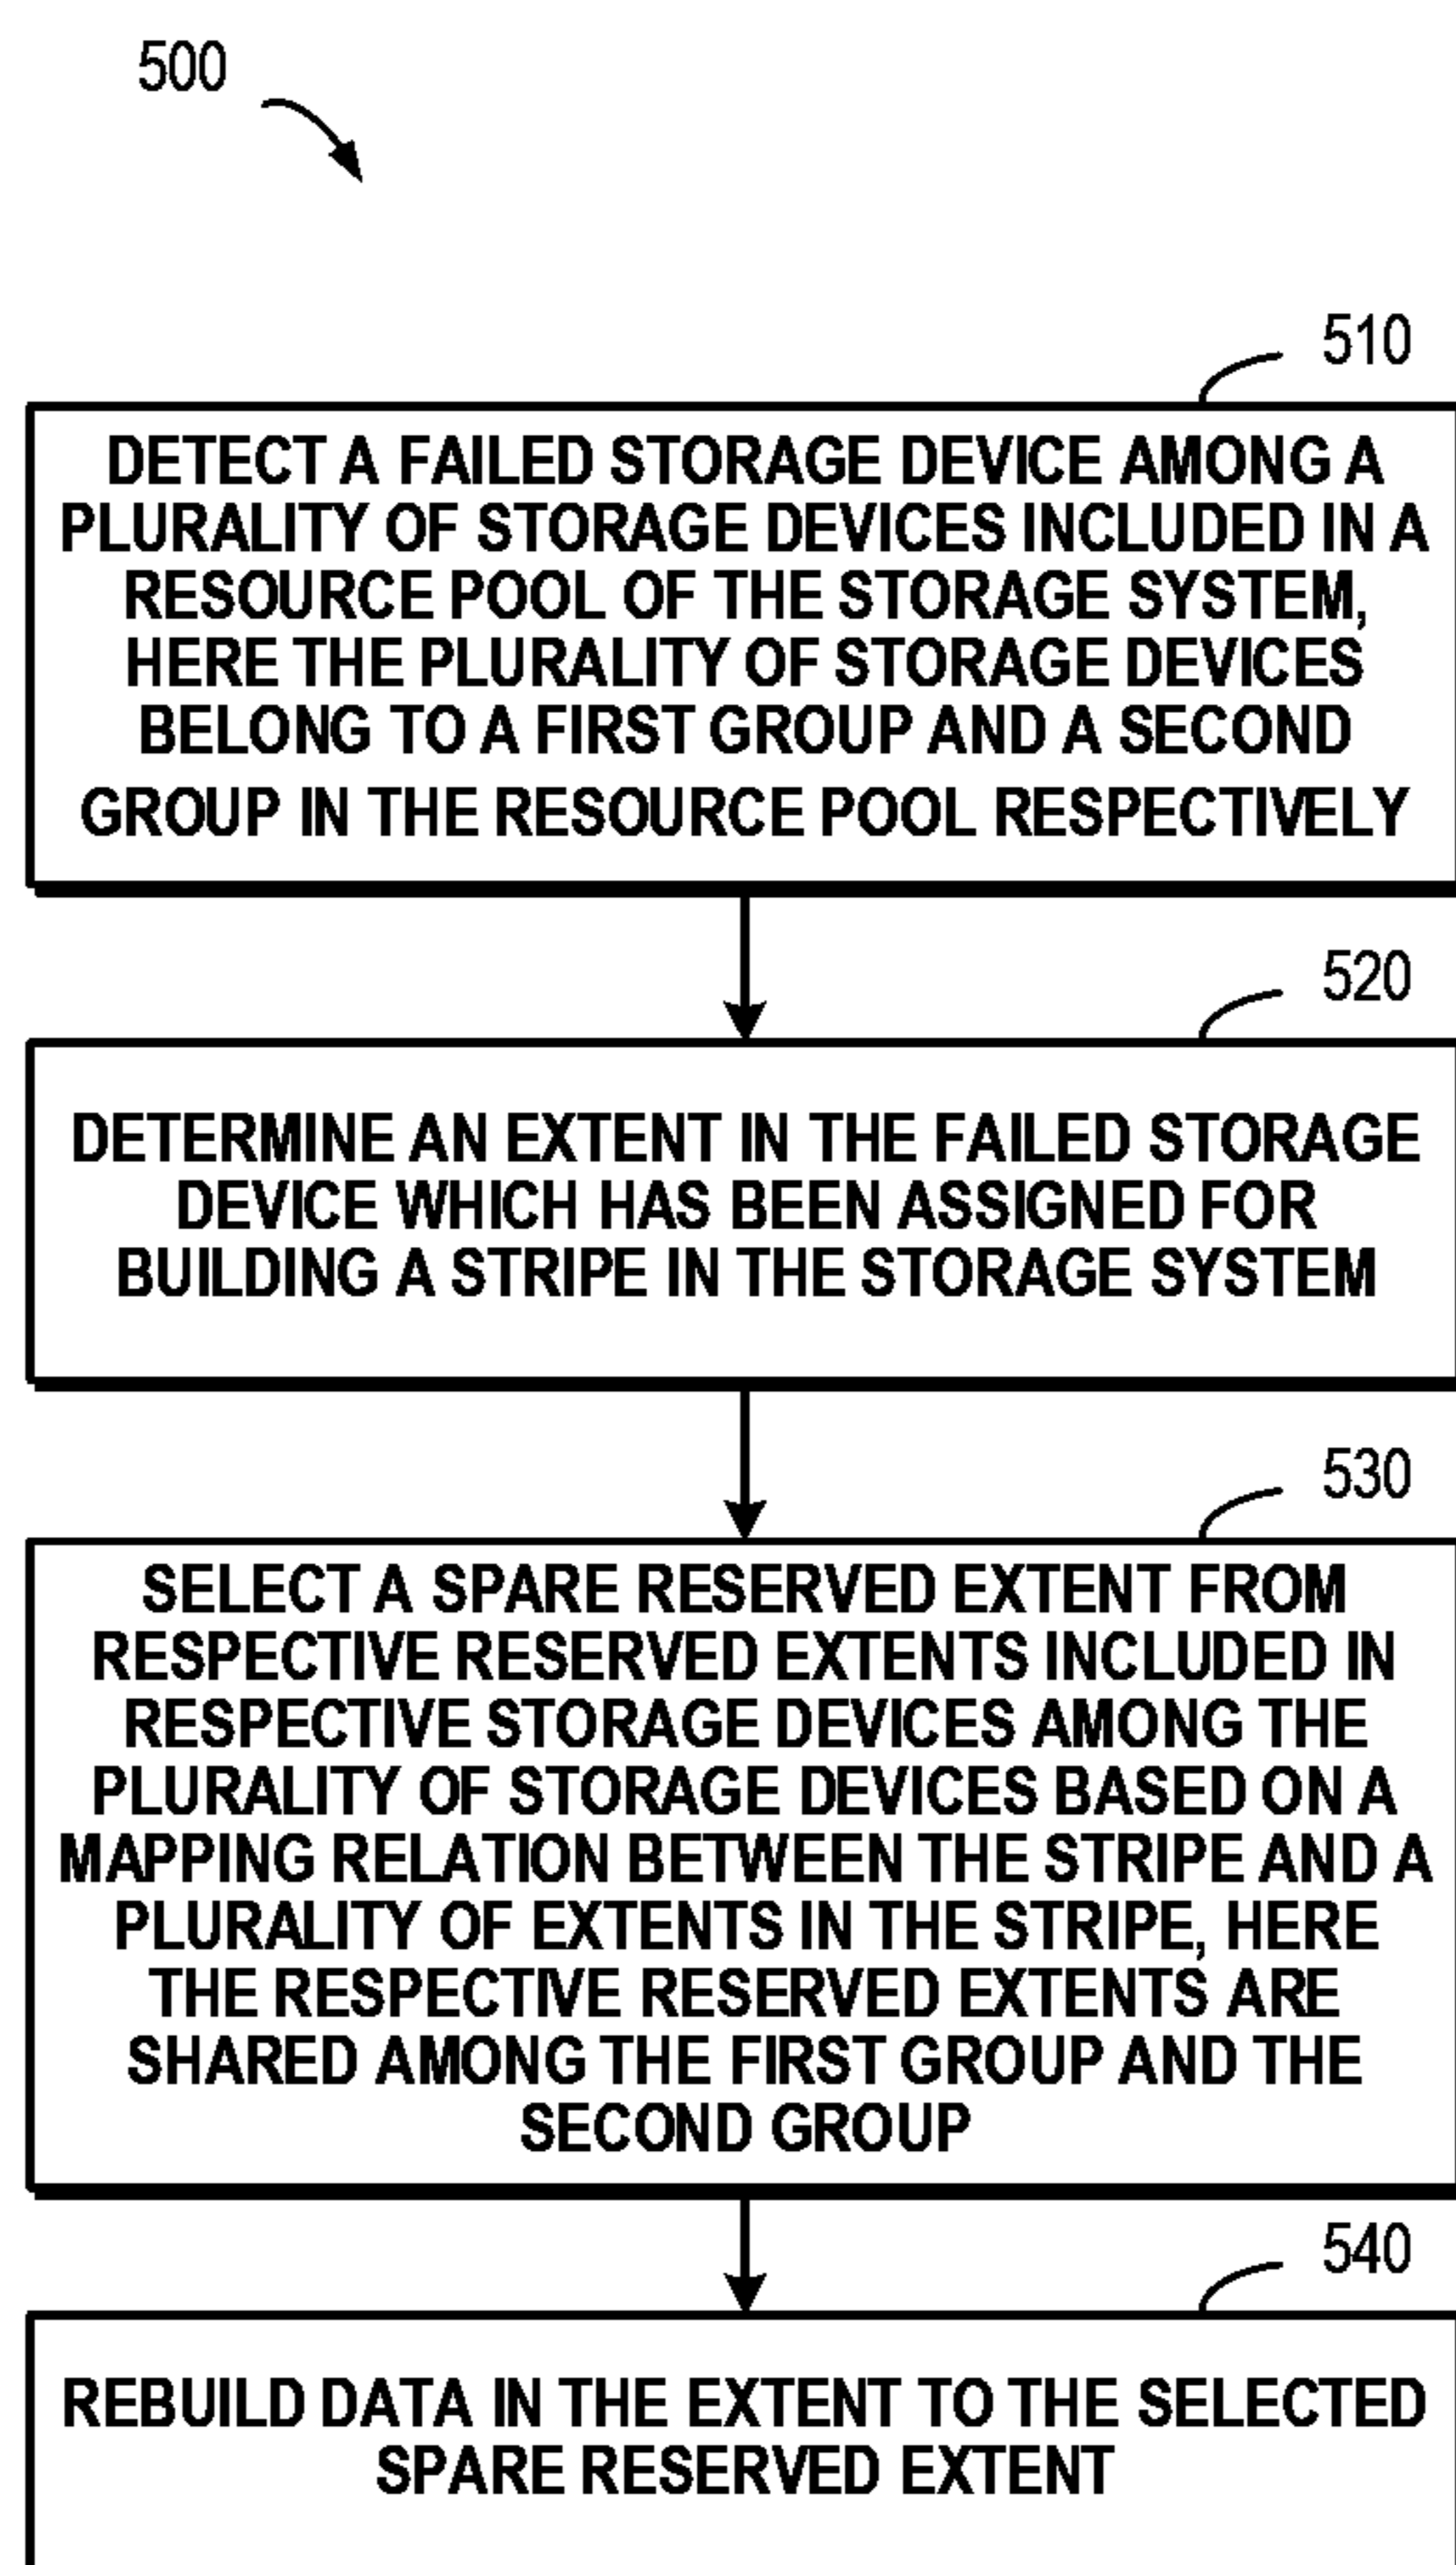 500
510
DETECT A FAILED STORAGE DEVICE AMONG A
PLURALITY OF STORAGE DEVICES INCLUDED IN A
RESOURCE POOL OF THE STORAGE SYSTEM,
HERE THE PLURALITY OF STORAGE DEVICES
BELONG TO A FIRST GROUP AND A SECOND
GROUP IN THE RESOURCE POOL RESPECTIVELY
520
DETERMINE AN EXTENT IN THE FAILED STORAGE
DEVICE WHICH HAS BEEN ASSIGNED FOR
BUILDING A STRIPE IN THE STORAGE SYSTEM
530
SELECT A SPARE RESERVED EXTENT FROM
RESPECTIVE RESERVED EXTENTS INCLUDED IN
RESPECTIVE STORAGE DEVICES AMONG THE
PLURALITY OF STORAGE DEVICES BASED ON A
MAPPING RELATION BETWEEN THE STRIPE AND A
PLURALITY OF EXTENTS IN THE STRIPE, HERE
THE RESPECTIVE RESERVED EXTENTS ARE
SHARED AMONG THE FIRST GROUP AND THE
SECOND GROUP
540
REBUILD DATA IN THE EXTENT TO THE SELECTED
SPARE RESERVED EXTENT